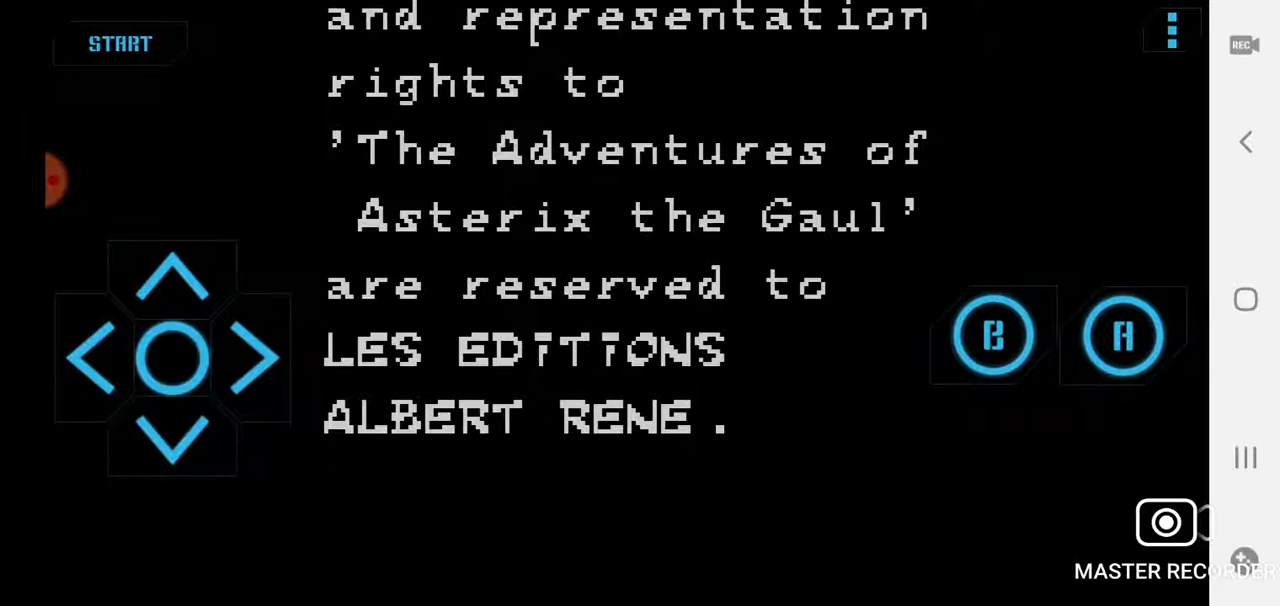 and representation
START
REC
rights to
'The Adventures of
Asterix the Gaul'
are reserved to
LES EDITIONS
B A
ALBERT RENE.
MASTER RECORDER